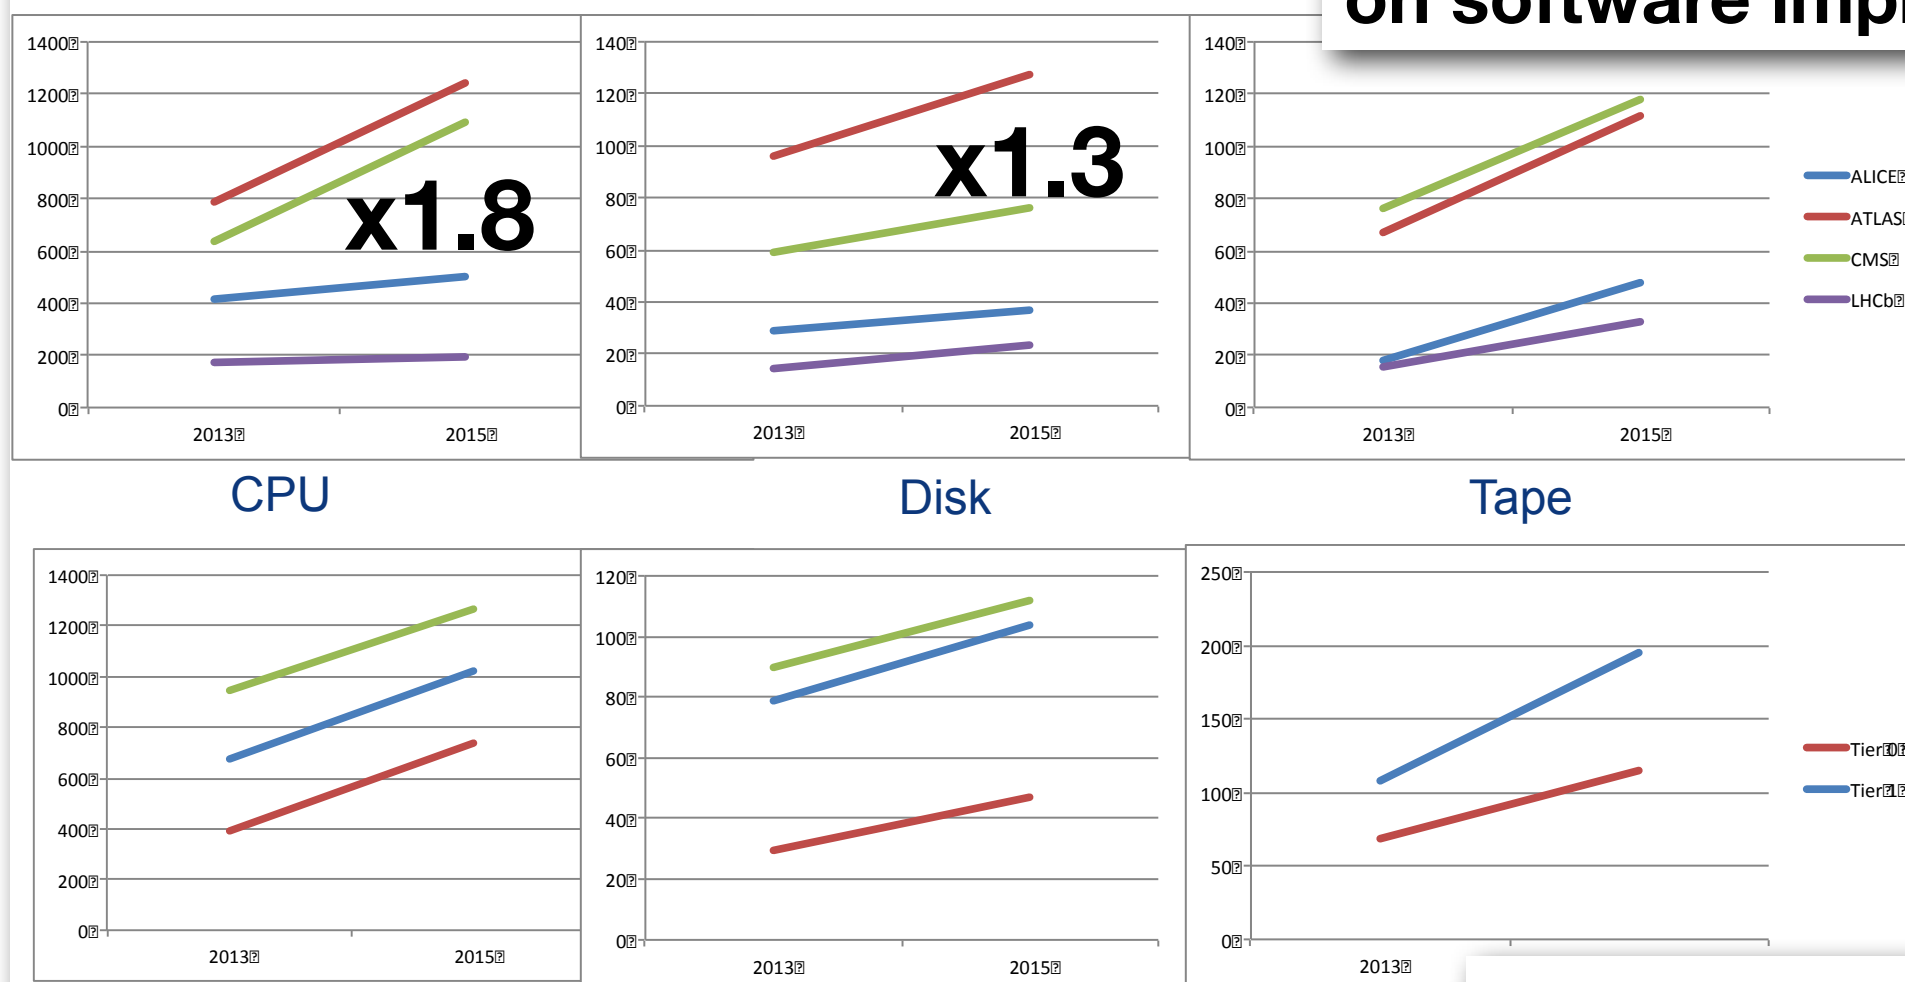 on software
1400 140 140
1200 120 120
1000 100 100
800 80 80
600 60 60
400 40 40
200 20 20
0 0 0
x1.8 x1.3
ALICE
ATLAS
CMS
LHCb
2013 2015 2013 2015 2013 2015
CPU Disk Tape
1400 120 250
1200 100 200
1000 80 150
800 60 100
600 40 50
400 20 0
200 0
0
Tier 0
Tier 1
2013 2015 2013 2015 2013